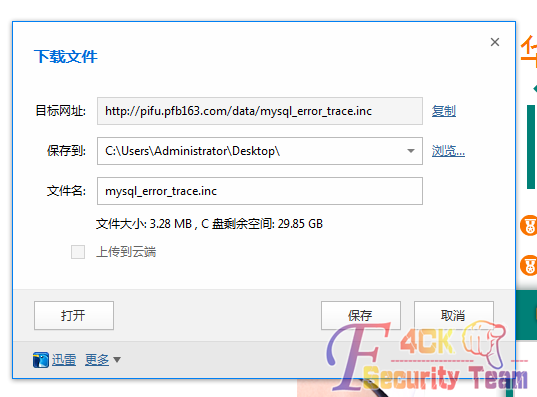 下载文件
目标网址: http://pifu.pfb163.com/data/mysql_error_trace.inc 复制
保存到: C:\Users\Administrator\Desktop\ 浏览...
文件名: mysql_error_trace.inc
文件大小: 3.28 MB , C 盘剩余空间: 29.85 GB
上传到云端
打开 保存 取消
迅雷 更多
F4CK
Security Team